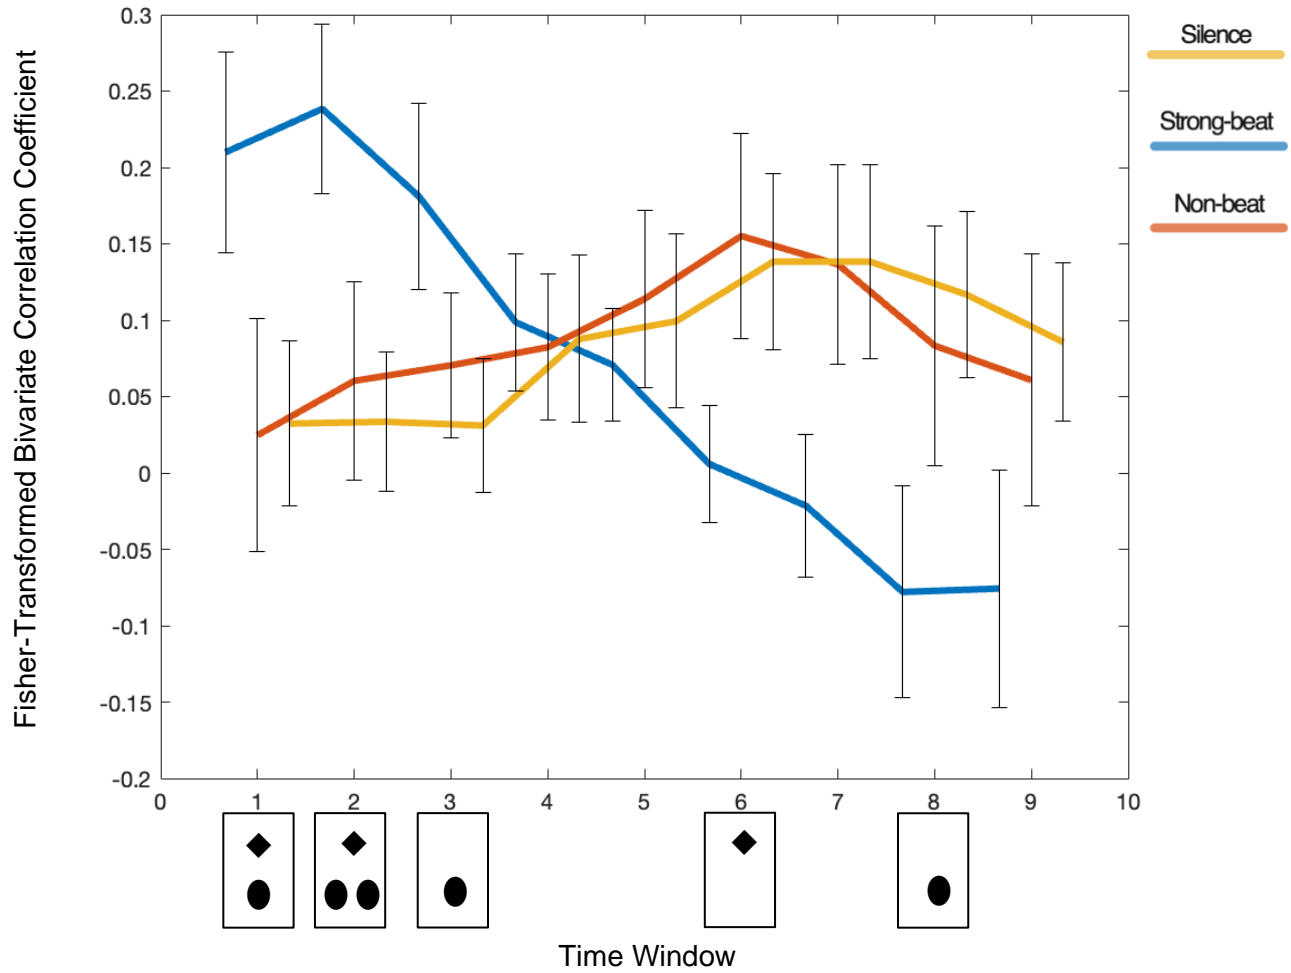 Fisher-Transformed Bivariate Correlation Coefficient
0.3
0.25
0.2
0.15
0.1
0.05
0
-0.05
-0.1
-0.15
-0.2
0 1 2 3 4 5 6 7 8 9 10
Time Window
Silence
Strong-beat
Non-beat